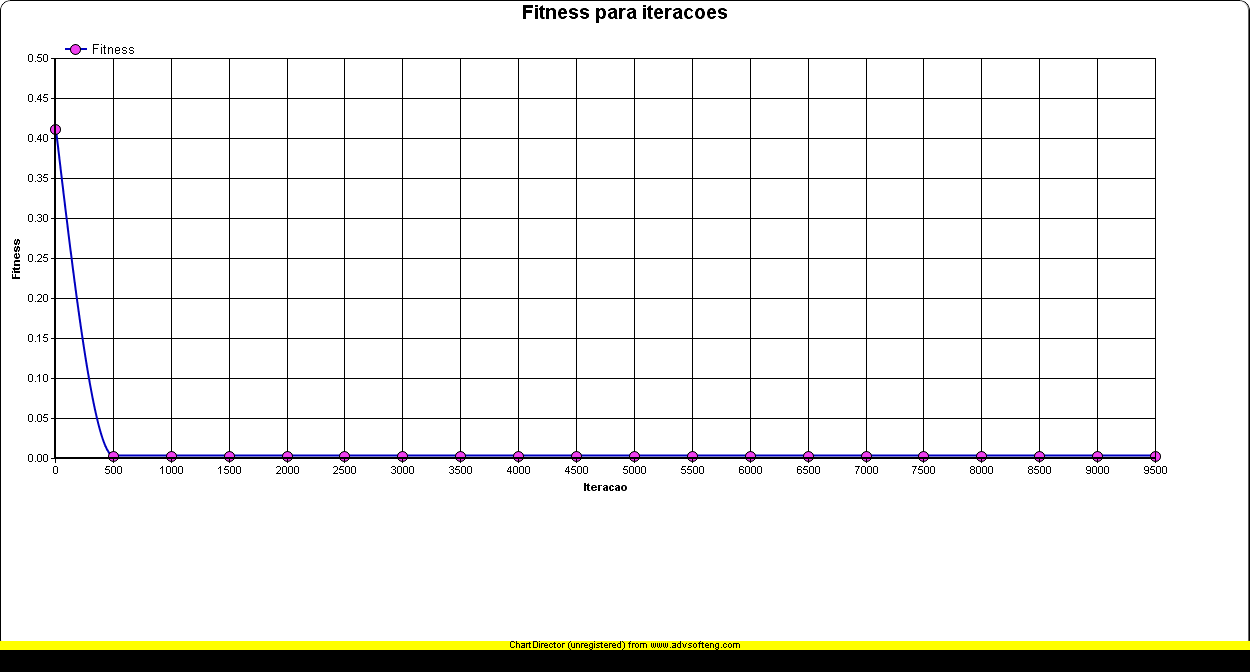 Fitness para iteracoes
Fitness
0.50
0.45
0.40
0.35
0.30
0.25
0.20
0.15
0.10
0.05
0.00
Fitness
0 500 1000 1500 2000 2500 3000 3500 4000 4500 5000 5500 6000 6500 7000 7500 8000 8500 9000 9500
Iteracao
ChartDirector (unregistered) from www.advsofteng.com